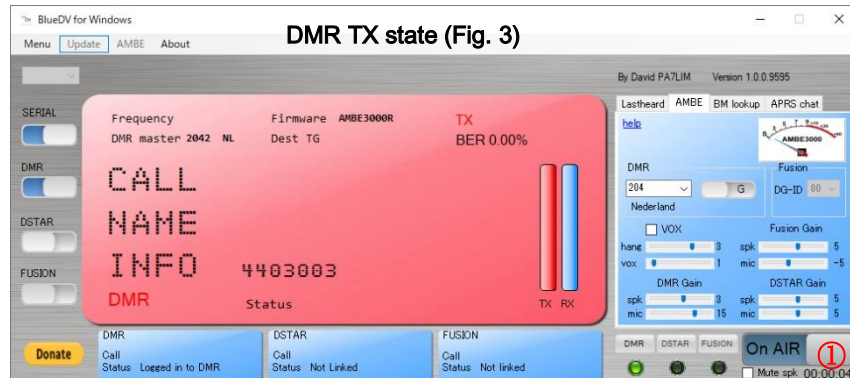 BlueDV for Windows
DMR TX state (Fig. 3)
Menu Update AMBE About
By David PA7LIM Version 1.0.0.9595
SERIAL
DMR
DSTAR
FUSION
Frequency Firmware AMBE3000R TX
DMR master 2042 NL Dest TG BER 0.00%
CALL
NAME
INFO 4403003
DMR Status TX RX
Lastheard AMBE BM lookup APRS chat
help
AMBE3000
DMR Fusion
204 G DG-ID 00
Nederland
VOX Fusion Gain
hang 3 spk 5
vox 1 mic -5
DMR Gain DSTAR Gain
spk 3 spk 5
mic 15 mic 5
Donate
DMR
Call
Status Logged in to DMR
DSTAR
Call
Status Not Linked
FUSION
Call
Status Not linked
DMR DSTAR FUSION On AIR ①
Mute spk 00:00:04